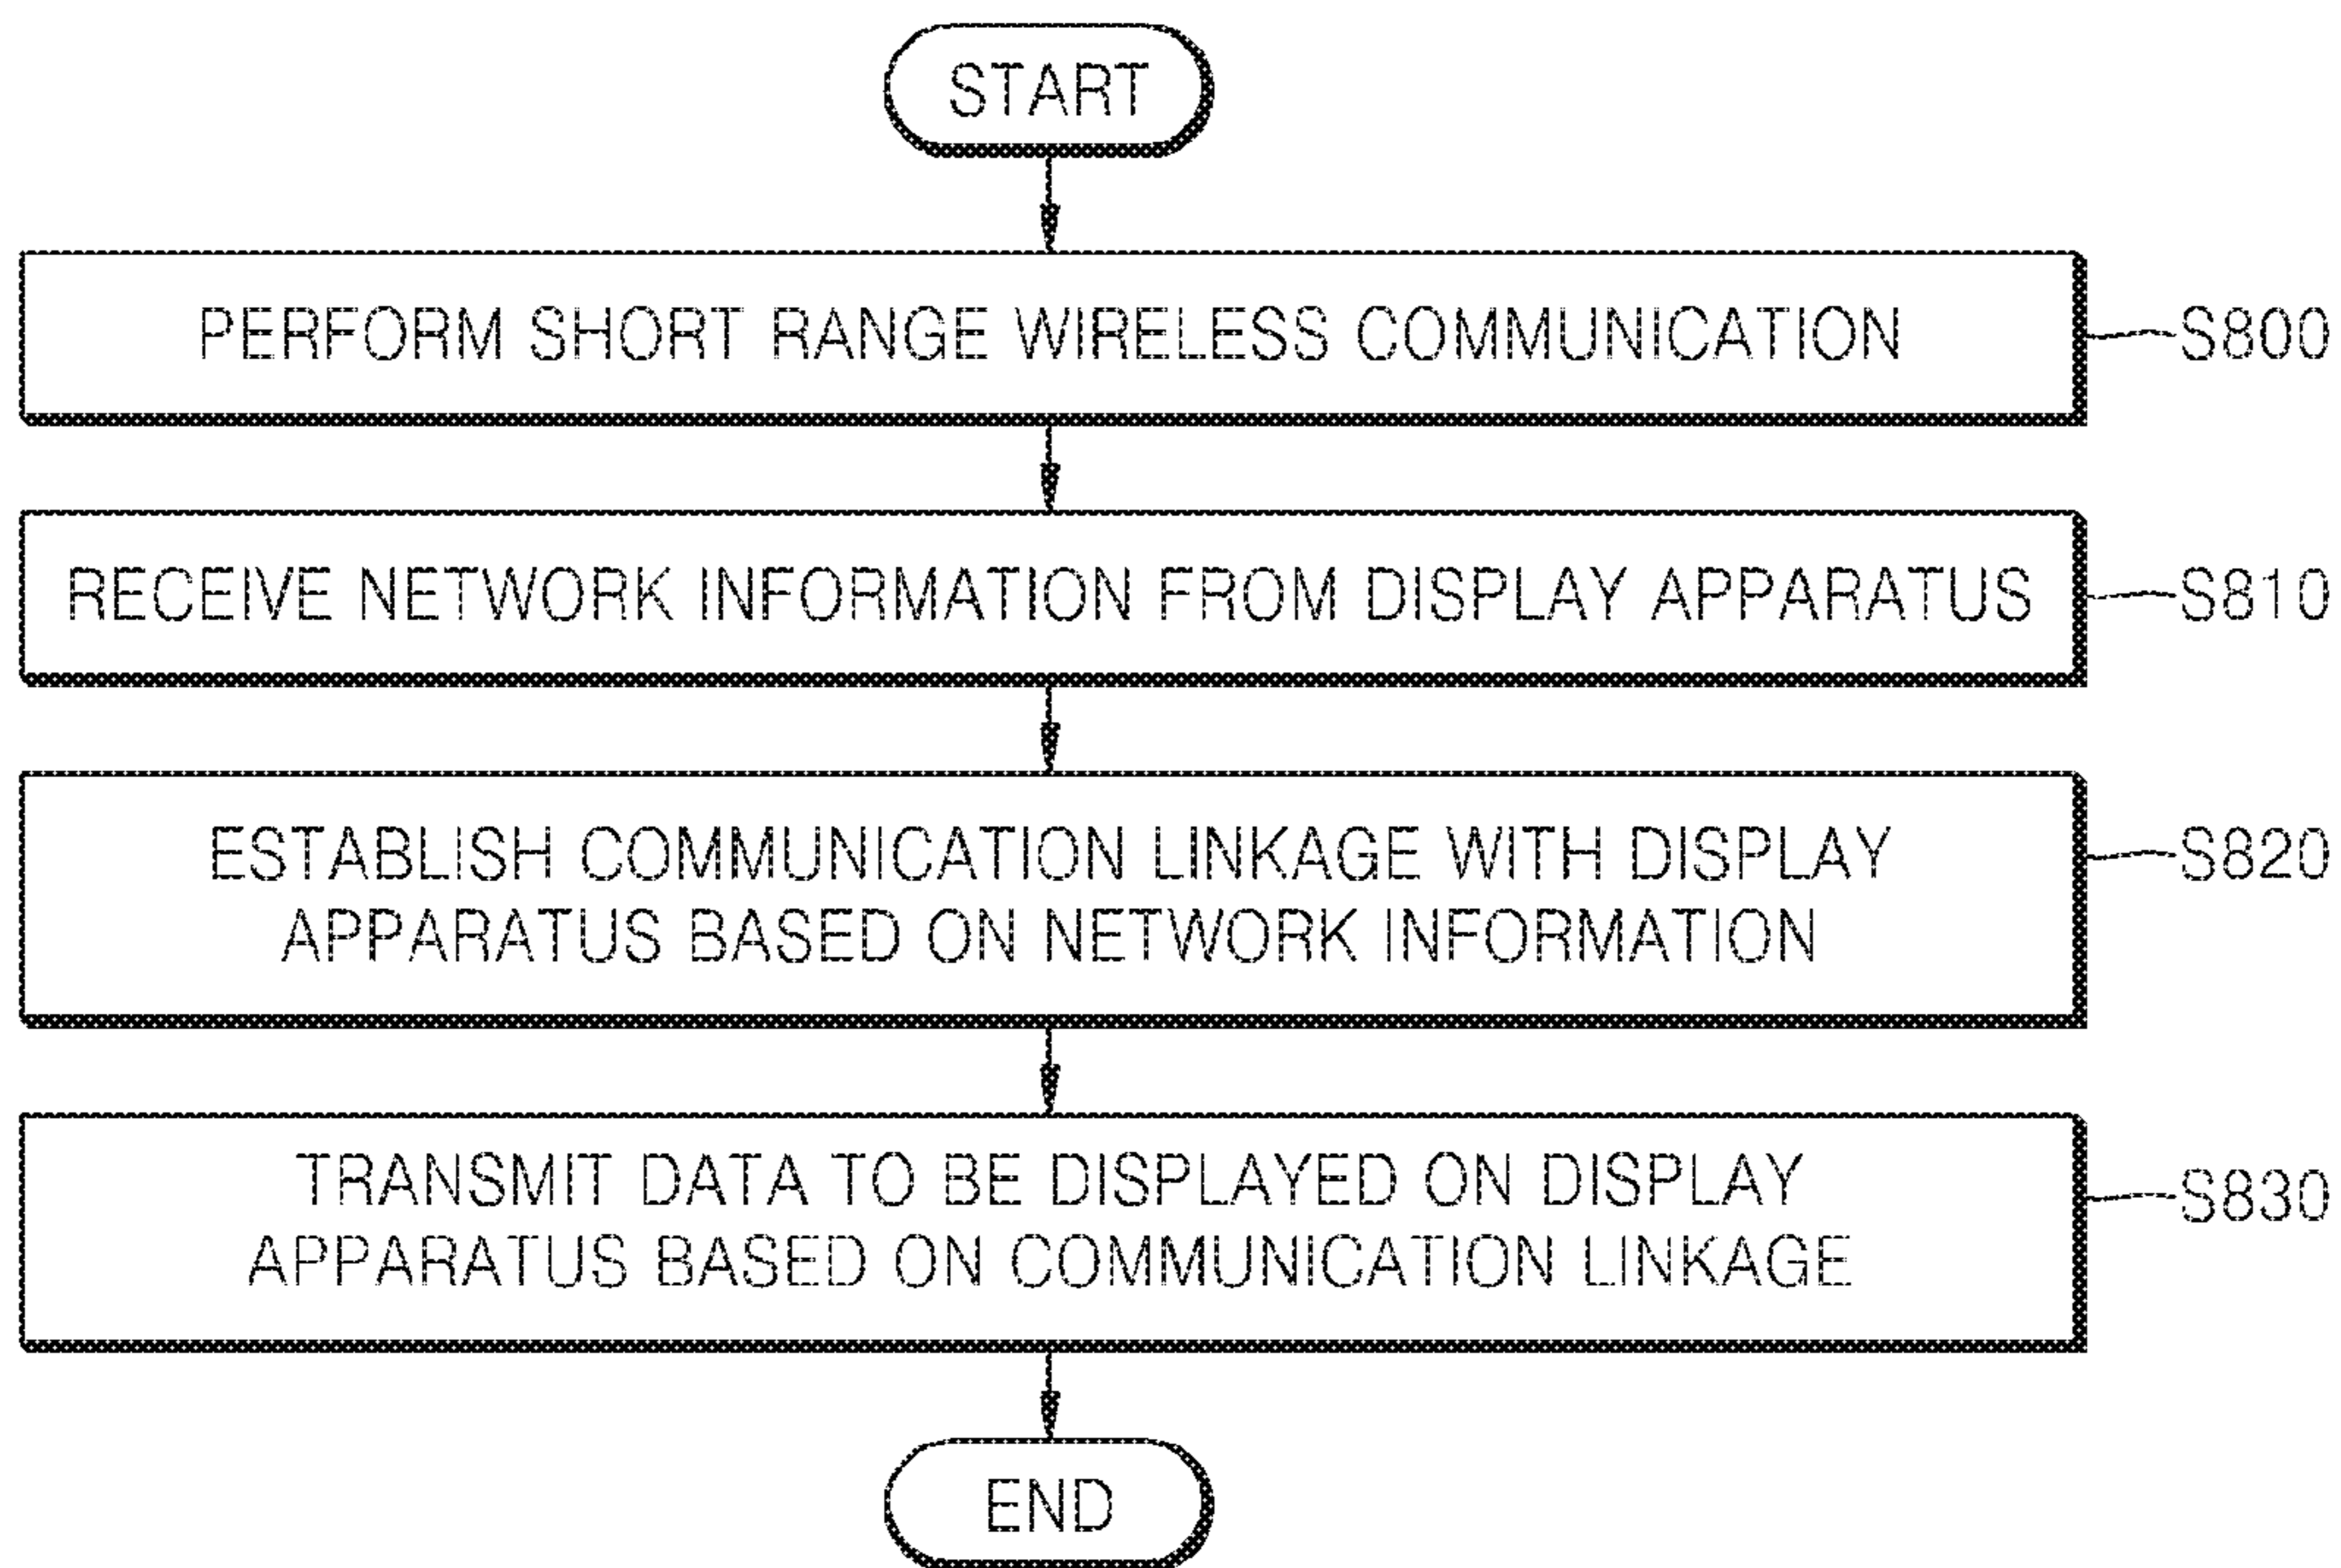 START
PERFORM SHORT RANGE WIRELESS COMMUNICATION
S800
RECEIVE NETWORK INFORMATION FROM DISPLAY APPARATUS
S810
ESTABLISH COMMUNICATION LINKAGE WITH DISPLAY
APPARATUS BASED ON NETWORK INFORMATION
S820
TRANSMIT DATA TO BE DISPLAYED ON DISPLAY
APPARATUS BASED ON COMMUNICATION LINKAGE
S830
END